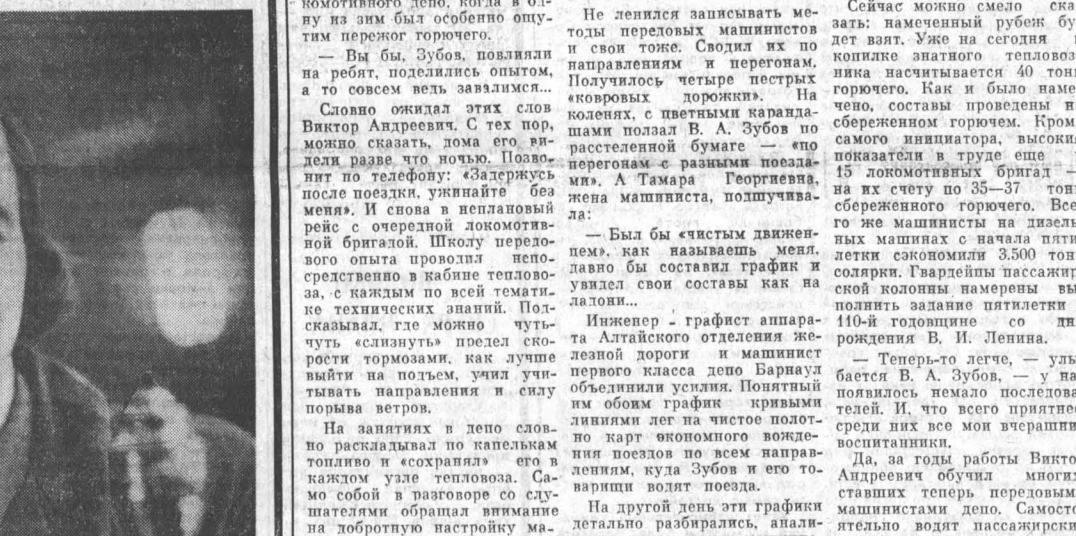 комотивного депо, когда в од-
ну из зим был особенно ощу-
тим пережог горючего.
— Вы бы, Зубов, повлияли
на ребят, поделились опытом,
а то совсем ведь завалимся...
Словно ожидал этих слов
Виктор Андреевич. С тех пор,
можно сказать, дома его ви-
дели разве что ночью. Позво-
нит по телефону: «Задержусь
после поездки, ужинайте без
меня». И снова в неплановый
рейс с очередной локомотив-
ной бригадой. Школу передо-
вого опыта проводил непо-
средственно в кабине теплово-
за, с каждым по всей темати-
ке технических знаний. Под-
сказывал, где можно чуть-
чуть «слизнуть» предел ско-
рости тормозами, как лучше
выйти на подъем, учил учи-
тывать направления и силу
порыва ветров.
На занятиях в депо слов-
но раскладывал по капелькам
топливо и «сохранял» его в
каждом узле тепловоза. Са-
мо собой в разговоре со слу-
шателями обращал внимание
на добротную настройку ма-
Не ленился записывать ме-
тоды передовых машинистов
и свои тоже. Сводил их по
направлениям и перегонам.
Получилось четыре пестрых
«ковровых дорожки». На
коленях, с цветными каранда-
шами ползал В. А. Зубов по
расстеленной бумаге — «по
перегонам с разными поезда-
ми». А Тамара Георгиевна,
жена машиниста, подшучива-
ла:
— Был бы «чистым движен-
цем», как называешь меня,
давно бы составил график и
увидел свои составы как на
ладони...
Инженер - графист аппара-
та Алтайского отделения же-
лезной дороги и машинист
первого класса депо Барнаул
объединили усилия. Понятный
им обоим график кривыми
линиями лег на чистое полот-
но карт экономного вожде-
ния поездов по всем направ-
лениям, куда Зубов и его то-
варищи водят поезда.
На другой день эти графики
детально разбирались, анали-
Сейчас можно смело ска
зать: намеченный рубеж бу
дет взят. Уже на сегодня
копилке знатного тепловоз
ника насчитывается 40 тон
горючего. Как и было наме
чено, составы проведены н
сбереженном горючем. Кром
самого инициатора, высоки
показатели в труде еще
15 локомотивных бригад —
на их счету по 35—37 тон
сбереженного горючего. Все
го же машинисты на дизель
ных машинах с начала пяти
летки сэкономили 3.500 тон
солярки. Гвардейцы пассажир
ской колонны намерены вы
полнить задание пятилетки
110-й годовщине со дн
рождения В. И. Ленина.
— Теперь-то легче, — улы
бается В. А. Зубов, — у на
появилось немало последова
телей. И, что всего приятнее
среди них все мои вчерашни
воспитанники.
Да, за годы работы Викто
Андреевич обучил многих
ставших теперь передовым
машинистами депо. Самосто
ятельно водят пассажирски